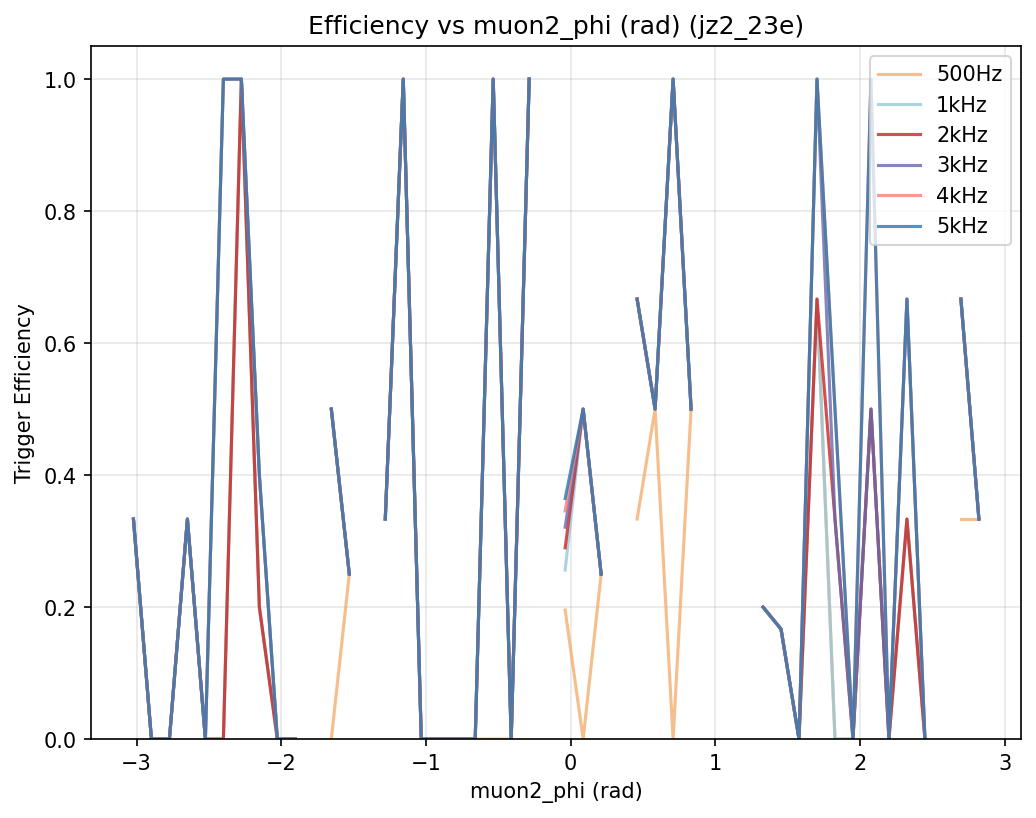 Efficiency vs muon2_phi (rad) (jz2_23e)
500Hz
1kHz
2kHz
3kHz
4kHz
5kHz
1.0
0.8
0.6
0.4
0.2
0.0
Trigger Efficiency
−3
−2
−1
0
1
2
3
muon2_phi (rad)